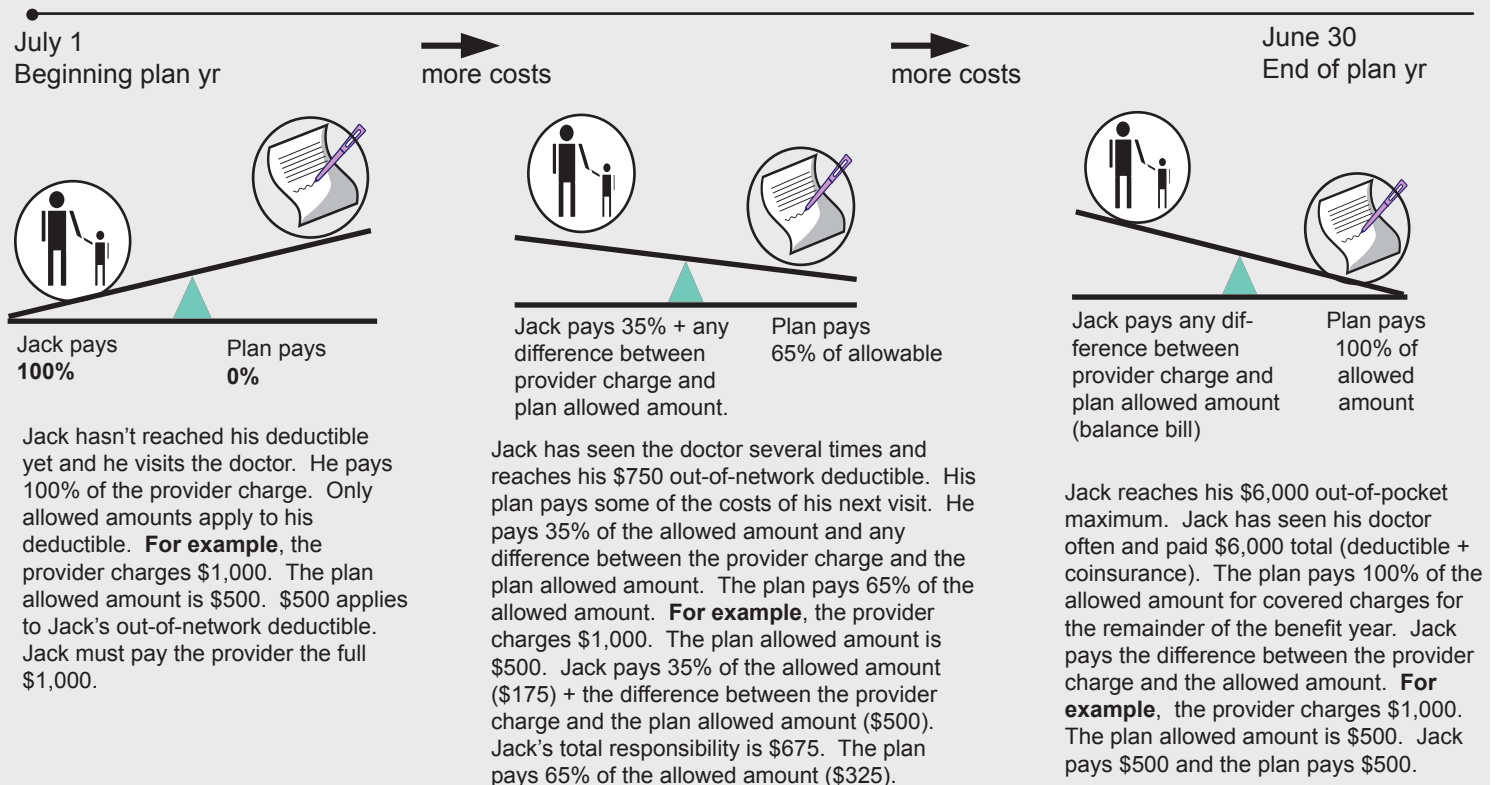 July 1
Beginning plan yr
more costs
more costs
June 30
End of plan yr
Jack pays
100%
Plan pays
0%
Jack hasn't reached his deductible
yet and he visits the doctor. He pays
100% of the provider charge. Only
allowed amounts apply to his
deductible. For example, the
provider charges $1,000. The plan
allowed amount is $500. $500 applies
to Jack's out-of-network deductible.
Jack must pay the provider the full
$1,000.
Jack pays 35% + any
difference between
provider charge and
plan allowed amount.
Plan pays
65% of allowable
Jack has seen the doctor several times and
reaches his $750 out-of-network deductible. His
plan pays some of the costs of his next visit. He
pays 35% of the allowed amount and any
difference between the provider charge and the
plan allowed amount. The plan pays 65% of the
allowed amount. For example, the provider
charges $1,000. The plan allowed amount is
$500. Jack pays 35% of the allowed amount
($175) + the difference between the provider
charge and the plan allowed amount ($500).
Jack's total responsibility is $675. The plan
pays 65% of the allowed amount ($325).
Jack pays any dif-
ference between
provider charge and
plan allowed amount
(balance bill)
Plan pays
100% of
allowed
amount
Jack reaches his $6,000 out-of-pocket
maximum. Jack has seen his doctor
often and paid $6,000 total (deductible +
coinsurance). The plan pays 100% of the
allowed amount for covered charges for
the remainder of the benefit year. Jack
pays the difference between the provider
charge and the allowed amount. For
example, the provider charges $1,000.
The plan allowed amount is $500. Jack
pays $500 and the plan pays $500.